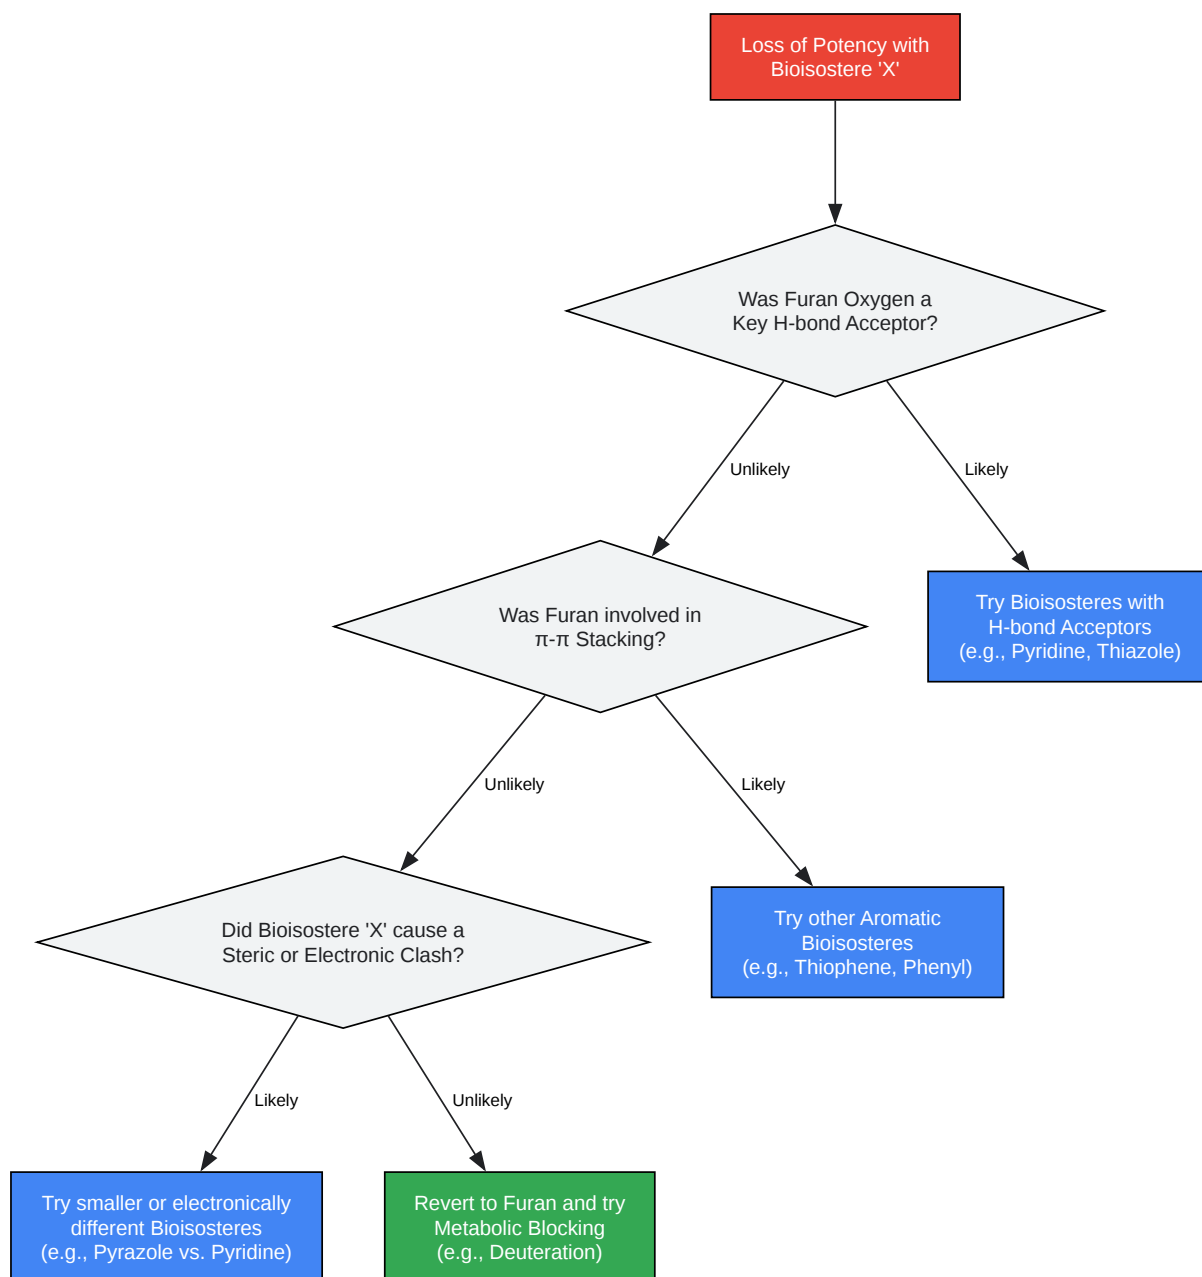 Loss of Potency with
Bioisostere 'X'
Was Furan Oxygen a
Key H-bond Acceptor?
Unlikely
Likely
Was Furan involved in
π-π Stacking?
Try Bioisosteres with
H-bond Acceptors
(e.g., Pyridine, Thiazole)
Unlikely
Likely
Did Bioisostere 'X' cause a
Steric or Electronic Clash?
Try other Aromatic
Bioisosteres
(e.g., Thiophene, Phenyl)
Likely
Unlikely
Try smaller or electronically
different Bioisosteres
(e.g., Pyrazole vs. Pyridine)
Revert to Furan and try
Metabolic Blocking
(e.g., Deuteration)